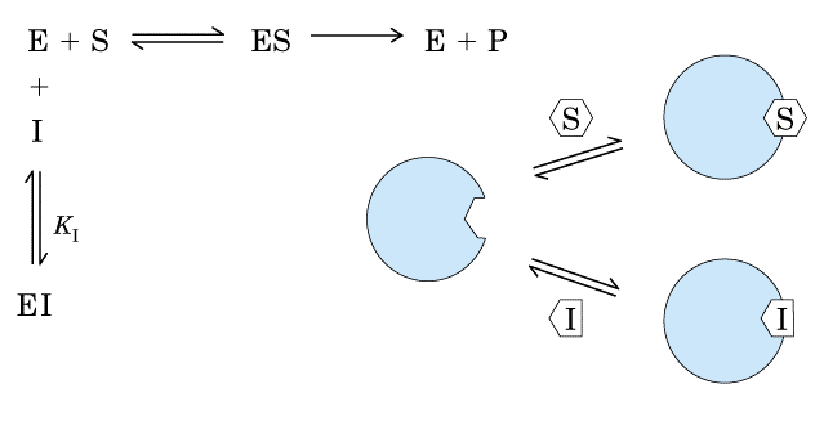 E + S ES E + P
+
I
K_I
EI
S
S
I
I